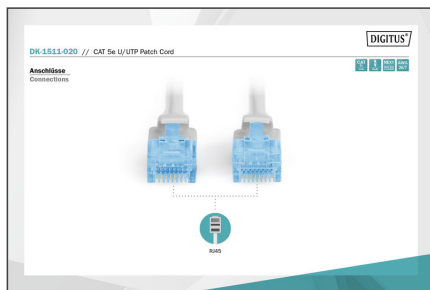 DIGITUS®
DK-1511-020 // CAT 5e U/UTP Patch Cord
Anschlüsse
Connections
RJ45